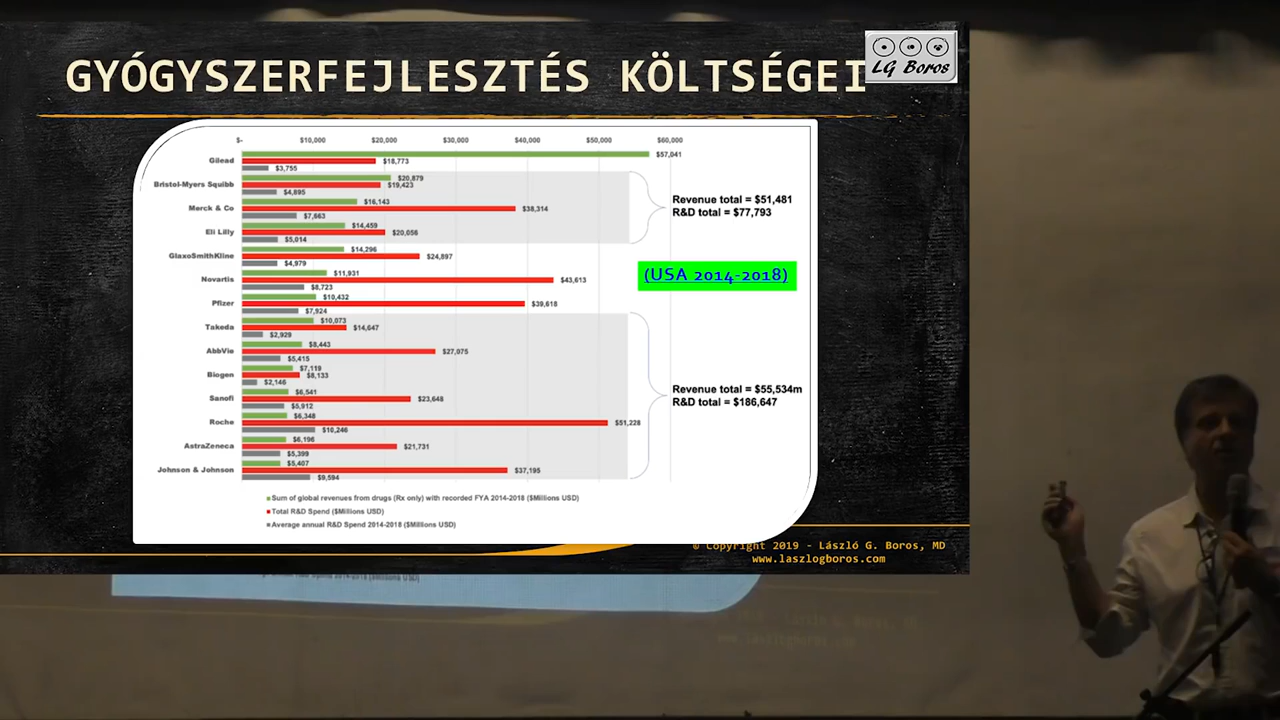 GYÓGYSZERFEJLESZTÉS KÖLTSÉGEI
LG Boros
$- $10,000 $20,000 $30,000 $40,000 $50,000 $60,000
$57,041
Gilead $18,773
$3,755
$20,879
Bristol-Myers Squibb $19,423
$4,895
$16,143
Merck & Co $38,314
$7,663
$14,459
Eli Lilly $20,056
$5,014
Revenue total = $51,481
R&D total = $77,793
$14,296
GlaxoSmithKline $24,897
$4,979
$11,931
Novartis $43,613
$8,723
(USA 2014-2018)
$10,432
Pfizer $39,618
$7,924
$10,073
Takeda $14,647
$2,929
$8,443
AbbVie $27,075
$5,415
$7,119
Biogen $8,133
$2,146
$6,541
Sanofi $23,648
$5,912
Revenue total = $55,534m
R&D total = $186,647
$6,348
Roche $51,228
$10,246
$6,196
AstraZeneca $21,731
$5,399
$5,407
Johnson & Johnson $37,195
$9,594
Sum of global revenues from drugs (Rx only) with recorded FYA 2014-2018 ($Millions USD)
Total R&D Spend ($Millions USD)
Average annual R&D Spend 2014-2018 ($Millions USD)
© Copyright 2019 - László G. Boros, MD
www.laszlogboros.com